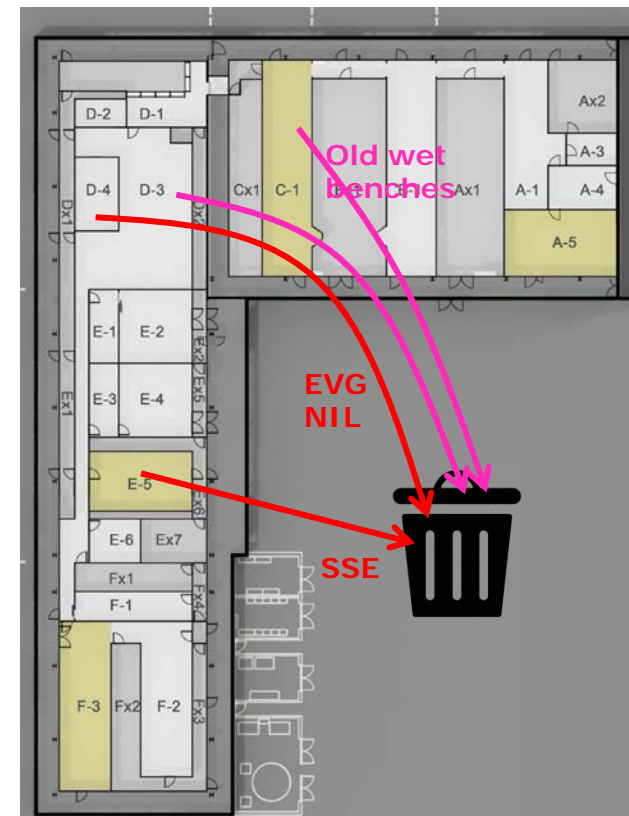 D-2
D-1
Ax2
A-3
Old wet
benches
D-4
D-3
Cx1
C-1
Ax1
A-1
A-4
Dx1
Dx2
A-5
E-1
E-2
Ex2
EVG
NIL
E-3
E-4
Ex5
Ex1
E-5
Ex6
E-6
Ex7
SSE
Fx1
F-1
Fx4
F-3
Fx2
F-2
Fx3